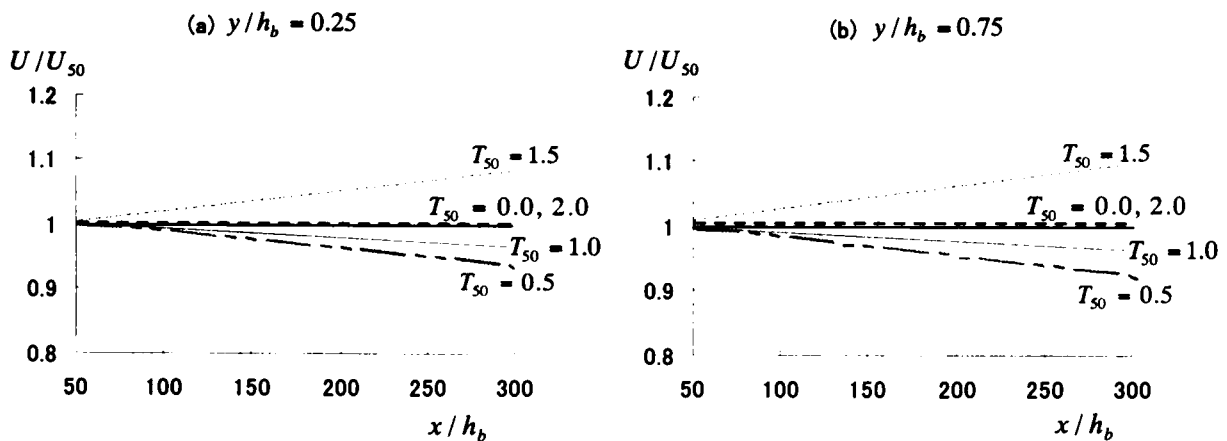 (a) y/h_b = 0.25
U/U_50
1.2
1.1
1
0.9
0.8
50 100 150 200 250 300
x/h_b
T_50 = 1.5
T_50 = 0.0, 2.0
T_50 = 1.0
T_50 = 0.5
(b) y/h_b = 0.75
U/U_50
1.2
1.1
1
0.9
0.8
50 100 150 200 250 300
x/h_b
T_50 = 1.5
T_50 = 0.0, 2.0
T_50 = 1.0
T_50 = 0.5